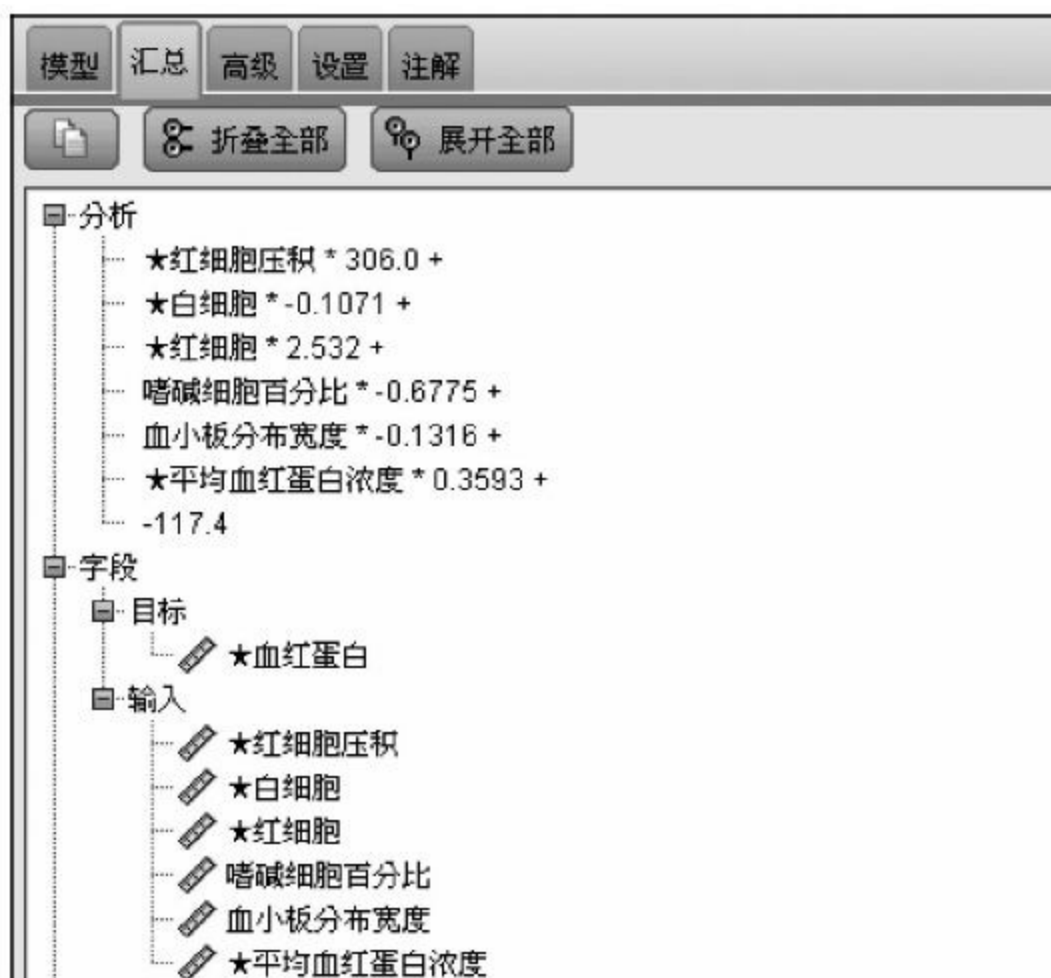 模型 汇总 高级 设置 注解
折叠全部 展开全部
分析
★红细胞压积 * 306.0 +
★白细胞 * -0.1071 +
★红细胞 * 2.532 +
嗜碱细胞百分比 * -0.6775 +
血小板分布宽度 * -0.1316 +
★平均血红蛋白浓度 * 0.3593 +
-117.4
字段
目标
★血红蛋白
输入
★红细胞压积
★白细胞
★红细胞
嗜碱细胞百分比
血小板分布宽度
★平均血红蛋白浓度